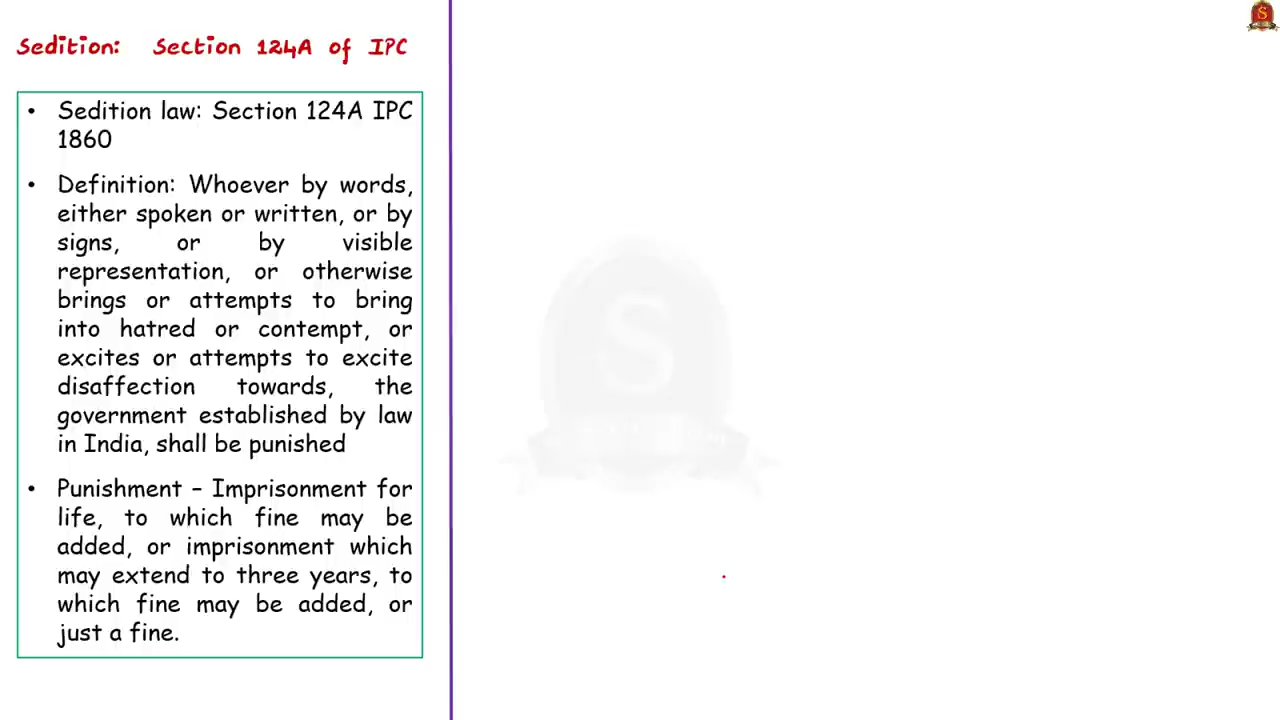 Sedition: Section 124A of IPC
• Sedition law: Section 124A IPC
1860
• Definition: Whoever by words,
either spoken or written, or by
signs, or by visible
representation, or otherwise
brings or attempts to bring
into hatred or contempt, or
excites or attempts to excite
disaffection towards, the
government established by law
in India, shall be punished
• Punishment – Imprisonment for
life, to which fine may be
added, or imprisonment which
may extend to three years, to
which fine may be added, or
just a fine.
S
S